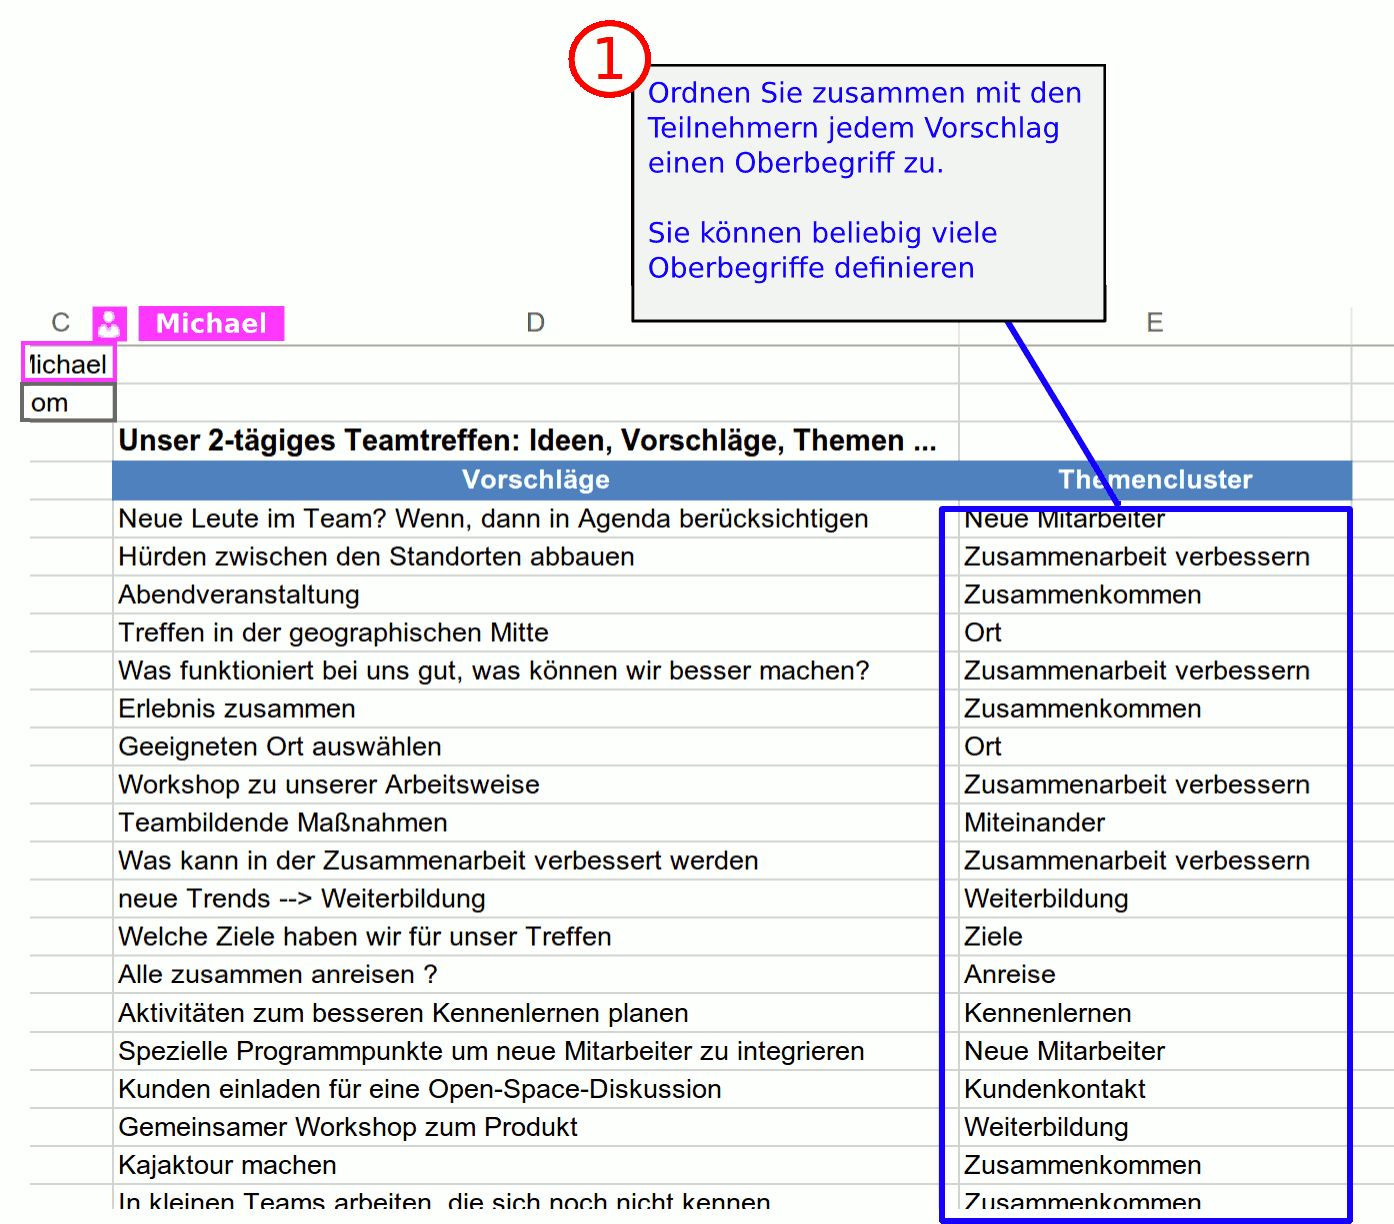 1
Ordnen Sie zusammen mit den
Teilnehmern jedem Vorschlag
einen Oberbegriff zu.
Sie können beliebig viele
Oberbegriffe definieren
C Michael D E
lichael
om
Unser 2-tägiges Teamtreffen: Ideen, Vorschläge, Themen ...
Vorschläge Themencluster
Neue Leute im Team? Wenn, dann in Agenda berücksichtigen Neue Mitarbeiter
Hürden zwischen den Standorten abbauen Zusammenarbeit verbessern
Abendveranstaltung Zusammenkommen
Treffen in der geographischen Mitte Ort
Was funktioniert bei uns gut, was können wir besser machen? Zusammenarbeit verbessern
Erlebnis zusammen Zusammenkommen
Geeigneten Ort auswählen Ort
Workshop zu unserer Arbeitsweise Zusammenarbeit verbessern
Teambildende Maßnahmen Miteinander
Was kann in der Zusammenarbeit verbessert werden Zusammenarbeit verbessern
neue Trends --> Weiterbildung Weiterbildung
Welche Ziele haben wir für unser Treffen Ziele
Alle zusammen anreisen ? Anreise
Aktivitäten zum besseren Kennenlernen planen Kennenlernen
Spezielle Programmpunkte um neue Mitarbeiter zu integrieren Neue Mitarbeiter
Kunden einladen für eine Open-Space-Diskussion Kundenkontakt
Gemeinsamer Workshop zum Produkt Weiterbildung
Kajaktour machen Zusammenkommen
In kleinen Teams arbeiten, die sich noch nicht kennen Zusammenkommen